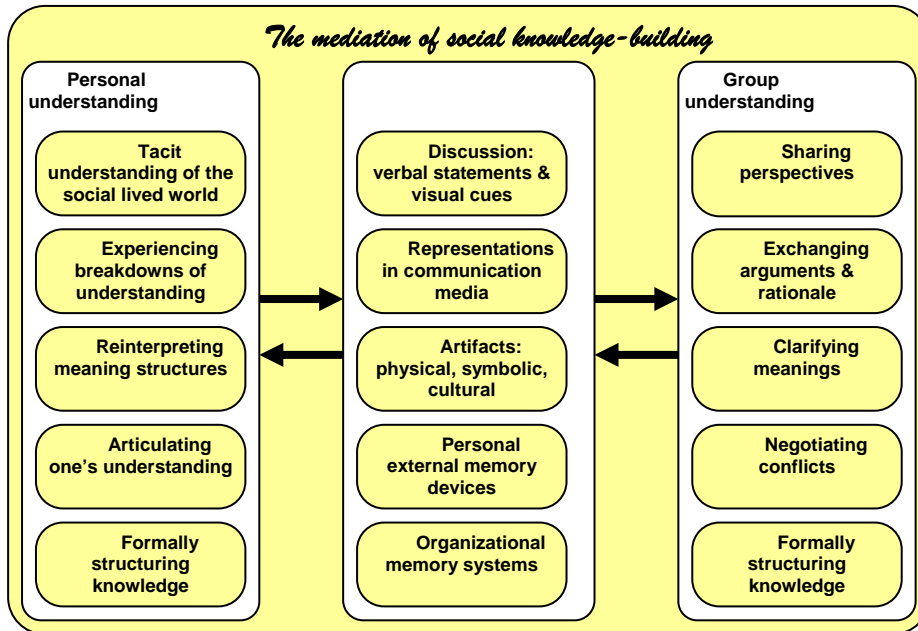 The mediation of social knowledge-building
Personal
understanding
Tacit
understanding of the
social lived world
Experiencing
breakdowns of
understanding
Reinterpreting
meaning structures
Articulating
one's understanding
Formally
structuring
knowledge
Discussion:
verbal statements &
visual cues
Representations
in communication
media
Artifacts:
physical, symbolic,
cultural
Personal
external memory
devices
Organizational
memory systems
Group
understanding
Sharing
perspectives
Exchanging
arguments &
rationale
Clarifying
meanings
Negotiating
conflicts
Formally
structuring
knowledge